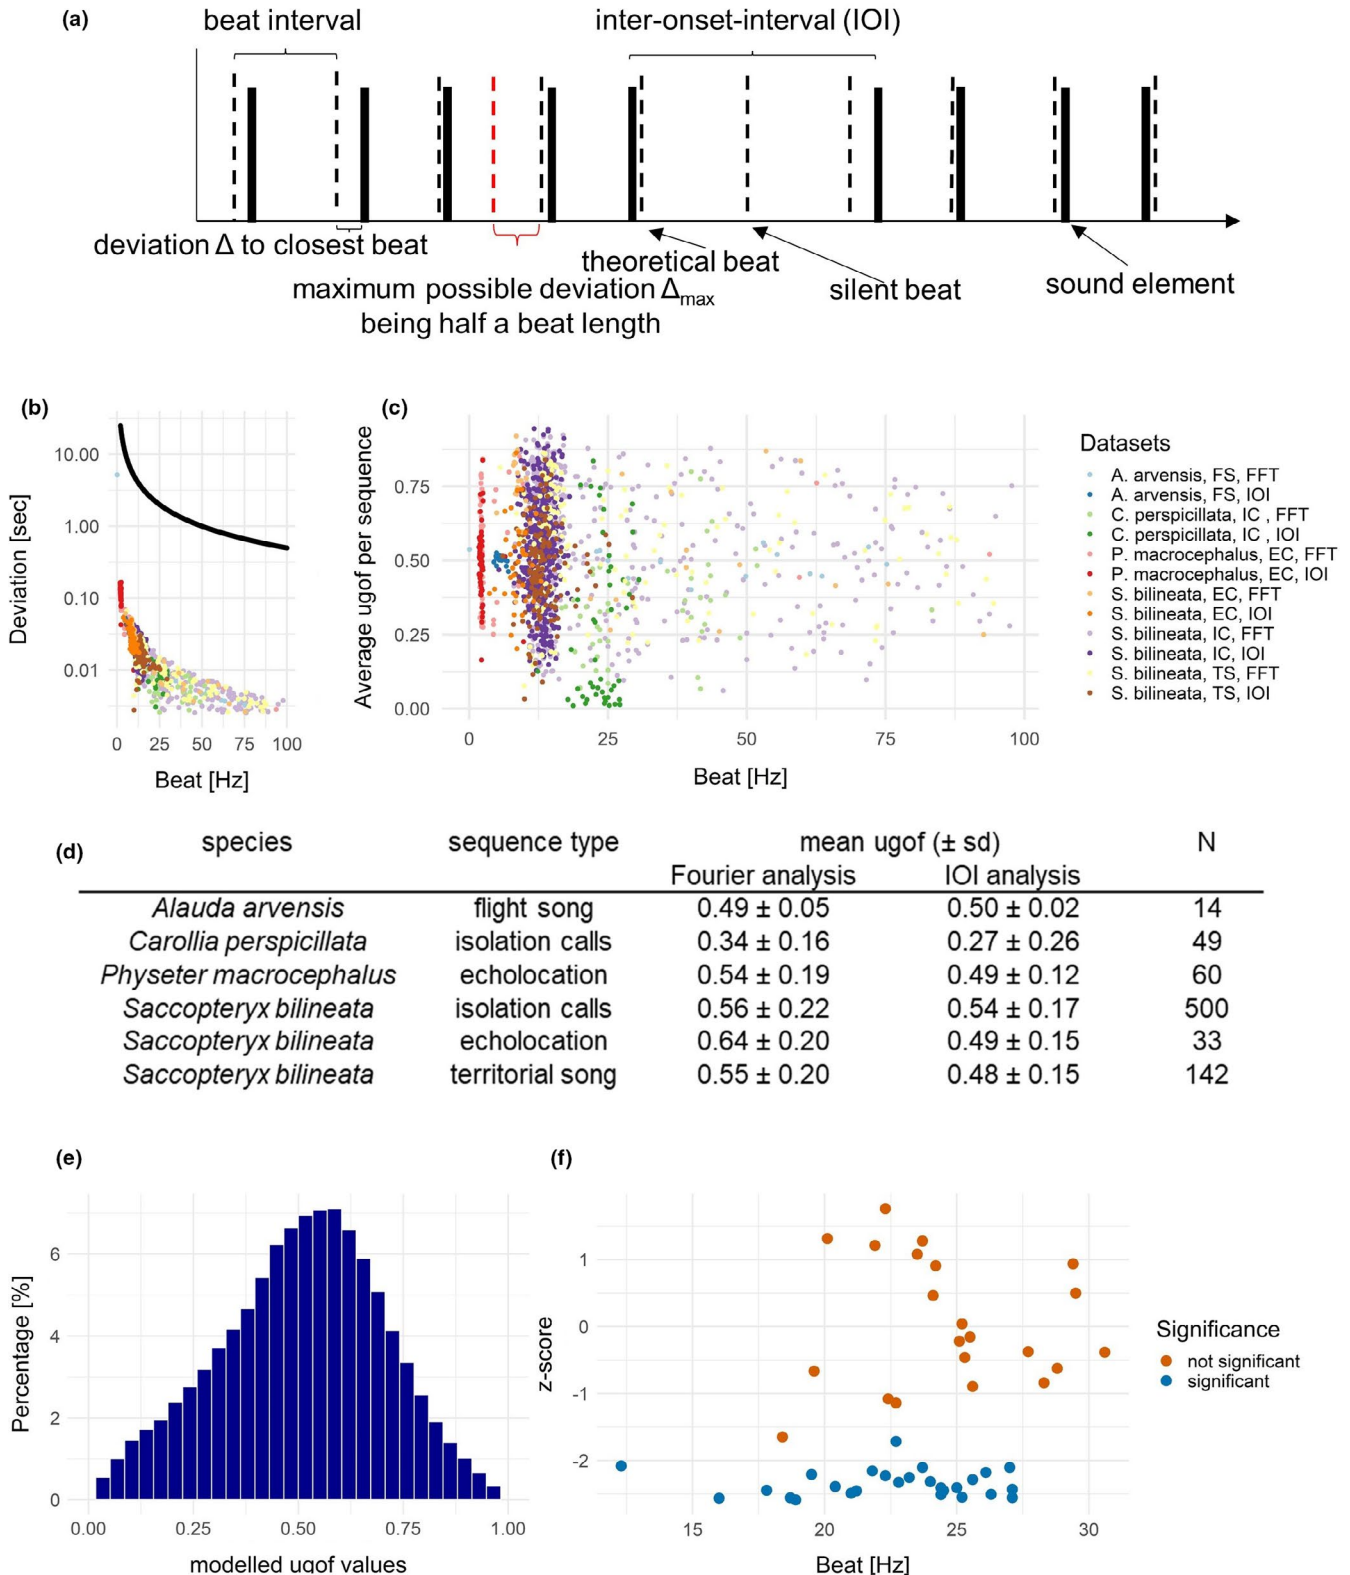 (a)
beat interval
inter-onset-interval (IOI)
deviation Δ to closest beat
theoretical beat
maximum possible deviation Δmax
being half a beat length
silent beat
sound element
(b)
Deviation [sec]
10.00
1.00
0.10
0.01
0 25 50 75 100
Beat [Hz]
(c)
Average ugof per sequence
0.75
0.50
0.25
0.00
0 25 50 75 100
Beat [Hz]
Datasets
A. arvensis, FS, FFT
A. arvensis, FS, IOI
C. perspicillata, IC , FFT
C. perspicillata, IC , IOI
P. macrocephalus, EC, FFT
P. macrocephalus, EC, IOI
S. bilineata, EC, FFT
S. bilineata, EC, IOI
S. bilineata, IC, FFT
S. bilineata, IC, IOI
S. bilineata, TS, FFT
S. bilineata, TS, IOI
(d)
species sequence type mean ugof (± sd) N
Fourier analysis IOI analysis
Alauda arvensis flight song 0.49 ± 0.05 0.50 ± 0.02 14
Carollia perspicillata isolation calls 0.34 ± 0.16 0.27 ± 0.26 49
Physeter macrocephalus echolocation 0.54 ± 0.19 0.49 ± 0.12 60
Saccopteryx bilineata isolation calls 0.56 ± 0.22 0.54 ± 0.17 500
Saccopteryx bilineata echolocation 0.64 ± 0.20 0.49 ± 0.15 33
Saccopteryx bilineata territorial song 0.55 ± 0.20 0.48 ± 0.15 142
(e)
Percentage [%]
6
4
2
0
0.00 0.25 0.50 0.75 1.00
modelled ugof values
(f)
z-score
1
0
-1
-2
15 20 25 30
Beat [Hz]
Significance
not significant
significant